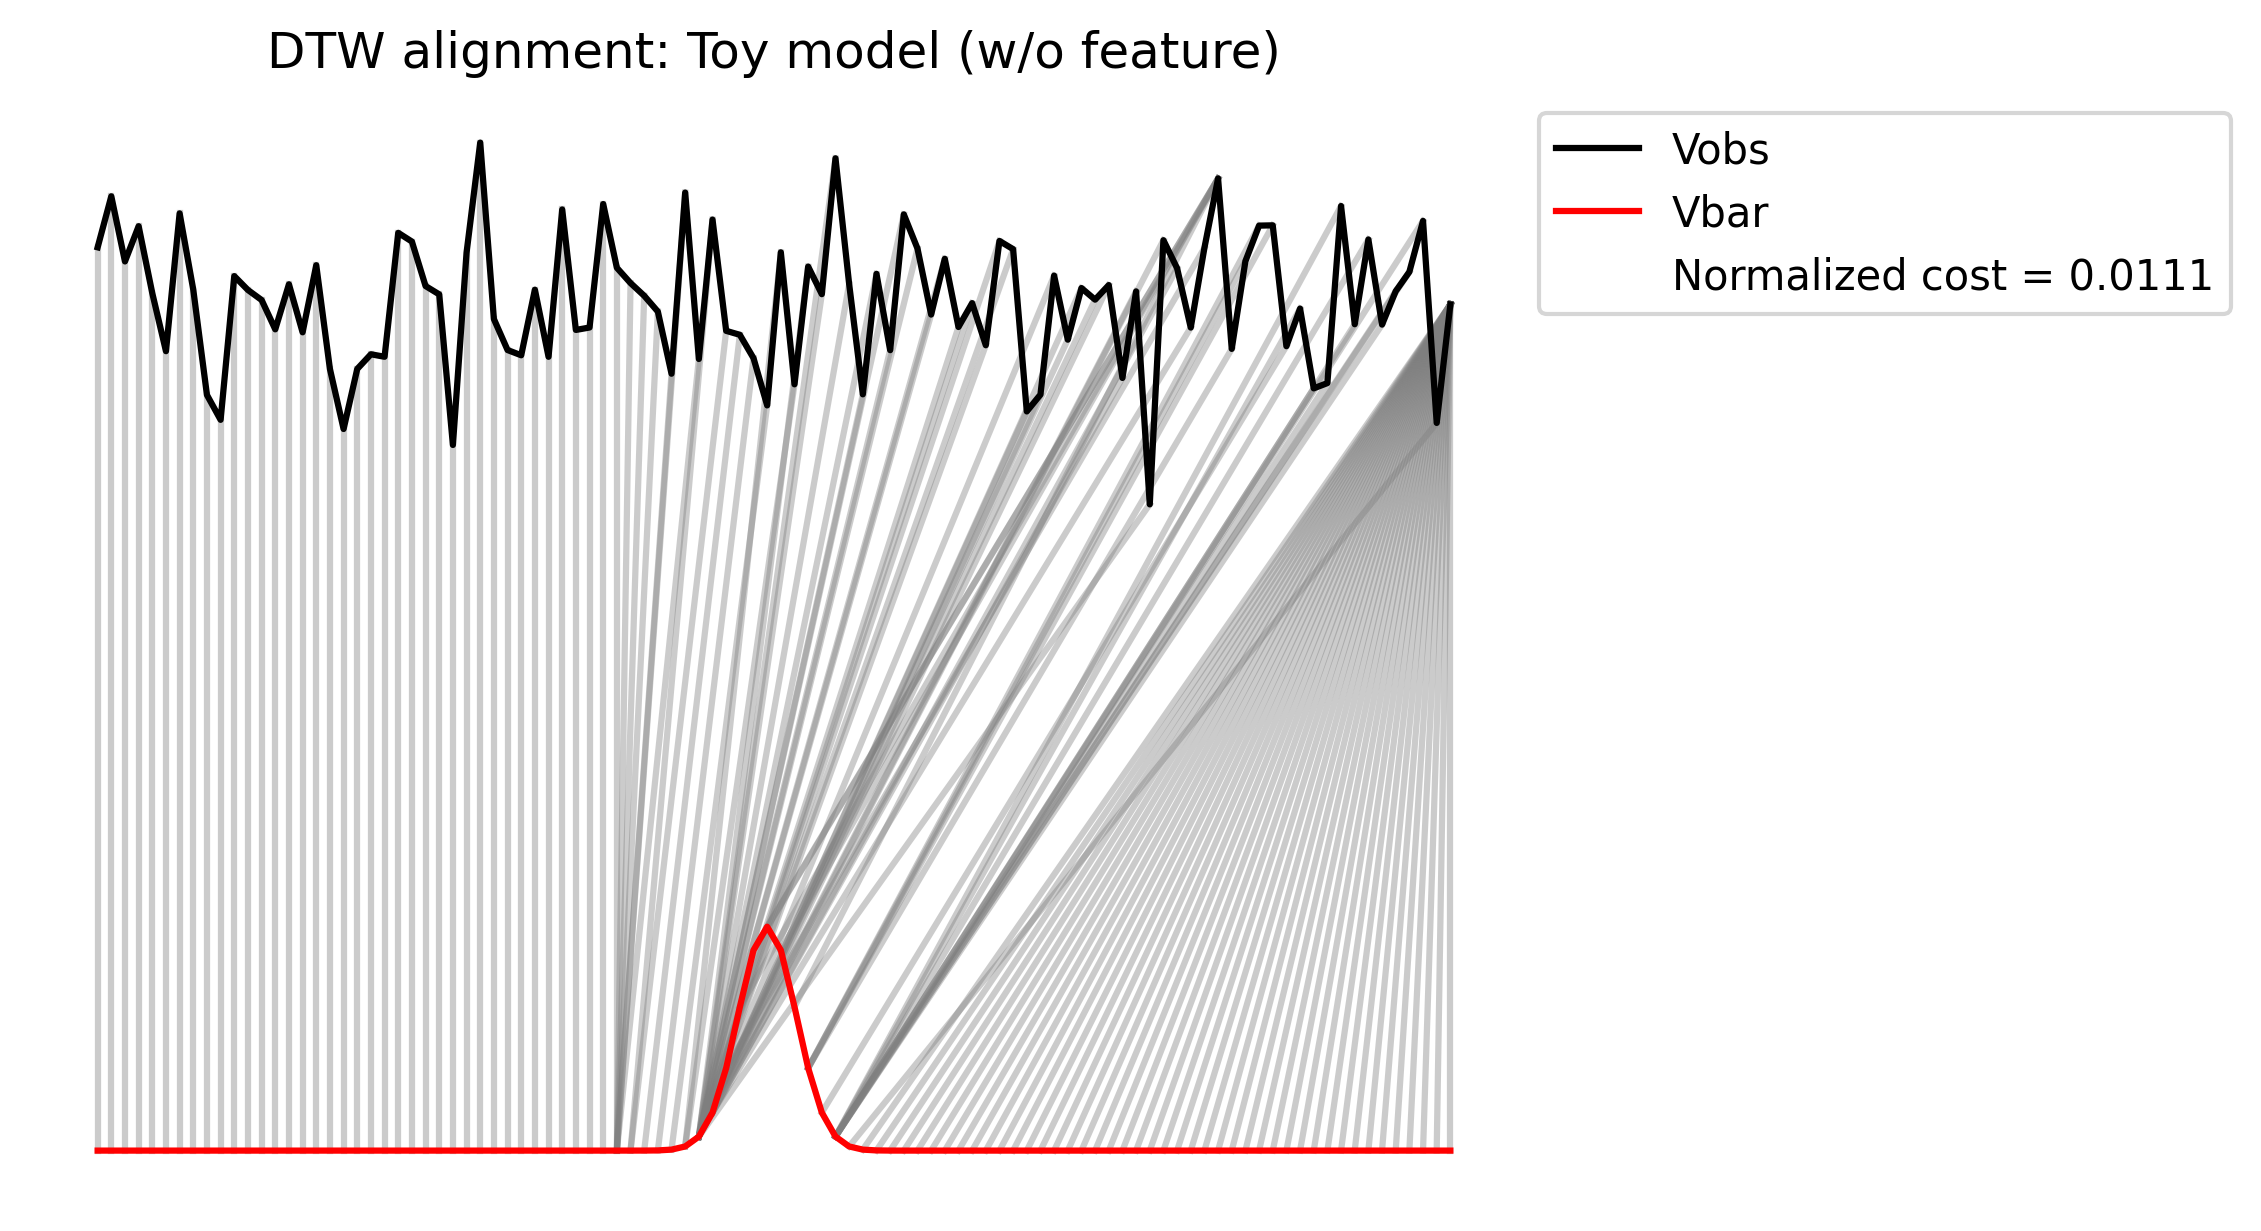 DTW alignment: Toy model (w/o feature)
Vobs
Vbar
Normalized cost = 0.0111